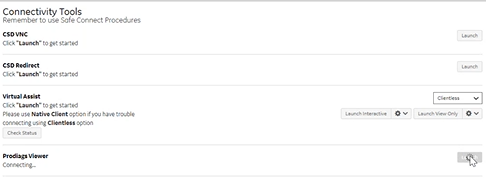 Connectivity Tools
Remember to use Safe Connect Procedures
CSD VNC
Launch
Click "Launch" to get started
CSD Redirect
Launch
Click "Launch" to get started
Virtual Assist
Clientless
Click "Launch" to get started
Please use Native Client option if you have trouble
Launch Interactive
Launch View Only
connecting using Clientless option
Check Status
Prodiags Viewer
Connecting...